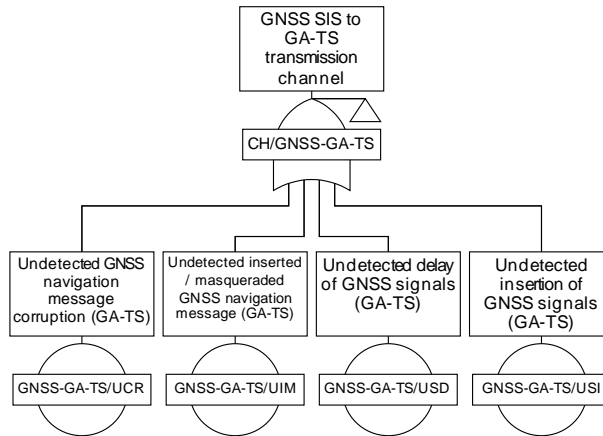 GNSS SIS to
GA-TS
transmission
channel
CH/GNSS-GA-TS
Undetected GNSS
navigation
message
corruption (GA-TS)
Undetected inserted
/ masqueraded
GNSS navigation
message (GA-TS)
Undetected delay
of GNSS signals
(GA-TS)
Undetected
insertion of
GNSS signals
(GA-TS)
GNSS-GA-TS/UCR
GNSS-GA-TS/UIM
GNSS-GA-TS/USD
GNSS-GA-TS/USI